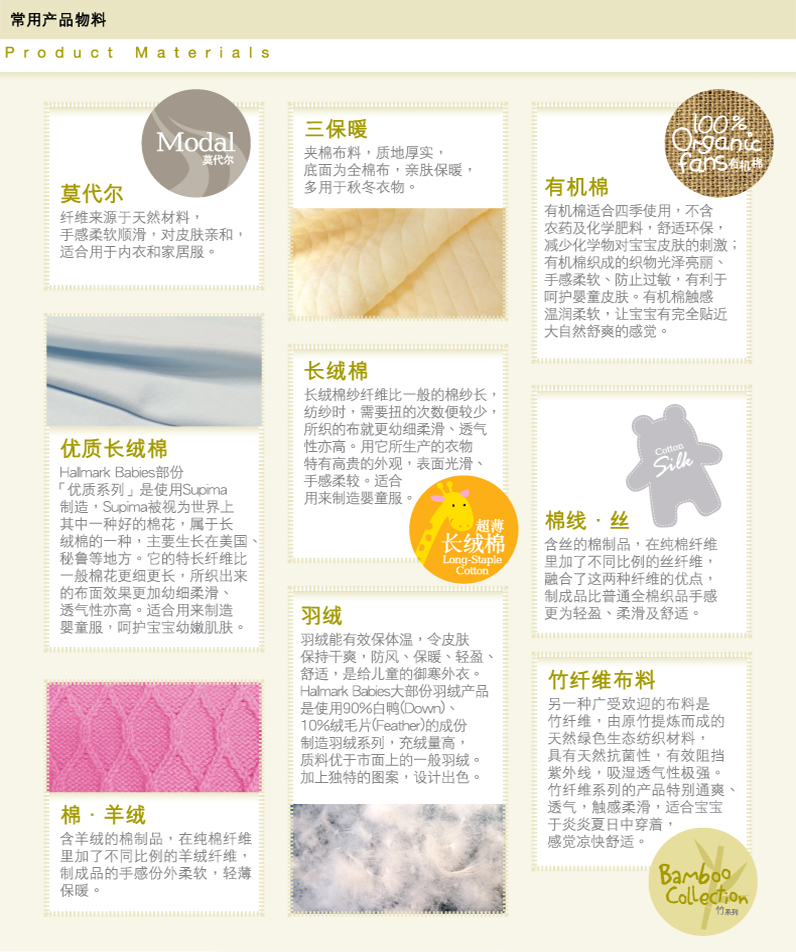 常用产品物料
Product Materials
Modal
莫代尔
莫代尔
纤维来源于天然材料，
手感柔软顺滑，对皮肤亲和，
适合用于内衣和家居服。
优质长绒棉
Hallmark Babies部份
「优质系列」是使用Supima
制造，Supima被视为世界上
其中一种好的棉花，属于长
绒棉的一种，主要生长在美国、
秘鲁等地方。它的特长纤维比
一般棉花更细更长，所织出来
的布面效果更加幼细柔滑、
透气性亦高。适合用来制造
婴童服，呵护宝宝幼嫩肌肤。
棉·羊绒
含羊绒的棉制品，在纯棉纤维
里加了不同比例的羊绒纤维，
制成品的手感份外柔软，轻薄
保暖。
三保暖
夹棉布料，质地厚实，
底面为全棉布，亲肤保暖，
多用于秋冬衣物。
长绒棉
长绒棉纱纤维比一般的棉纱长，
纺纱时，需要扭的次数便较少，
所织的布就更幼细柔滑、透气
性亦高。用它所生产的衣物
特有高贵的外观，表面光滑、
手感柔较。适合
用来制造婴童服。
超薄
长绒棉
Long-Staple
Cotton
羽绒
羽绒能有效保体温，令皮肤
保持干爽，防风、保暖、轻盈、
舒适，是给儿童的御寒外衣。
Hallmark Babies大部份羽绒产品
是使用90%白鸭(Down)、
10%绒毛片(Feather)的成份
制造羽绒系列，充绒量高，
质料优于市面上的一般羽绒。
加上独特的图案，设计出色。
100%
Organic
fans有机棉
有机棉
有机棉适合四季使用，不含
农药及化学肥料，舒适环保，
减少化学物对宝宝皮肤的刺激；
有机棉织成的织物光泽亮丽、
手感柔软、防止过敏，有利于
呵护婴童皮肤。有机棉触感
温润柔软，让宝宝有完全贴近
大自然舒爽的感觉。
Cotton
Silk
棉线·丝
含丝的棉制品，在纯棉纤维
里加了不同比例的丝纤维，
融合了这两种纤维的优点，
制成品比普通全棉织品手感
更为轻盈、柔滑及舒适。
竹纤维布料
另一种广受欢迎的布料是
竹纤维，由原竹提炼而成的
天然绿色生态纺织材料，
具有天然抗菌性，有效阻挡
紫外线，吸湿透气性极强。
竹纤维系列的产品特别通爽、
透气，触感柔滑，适合宝宝
于炎炎夏日中穿着，
感觉凉快舒适。
Bamboo
Collection
竹系列